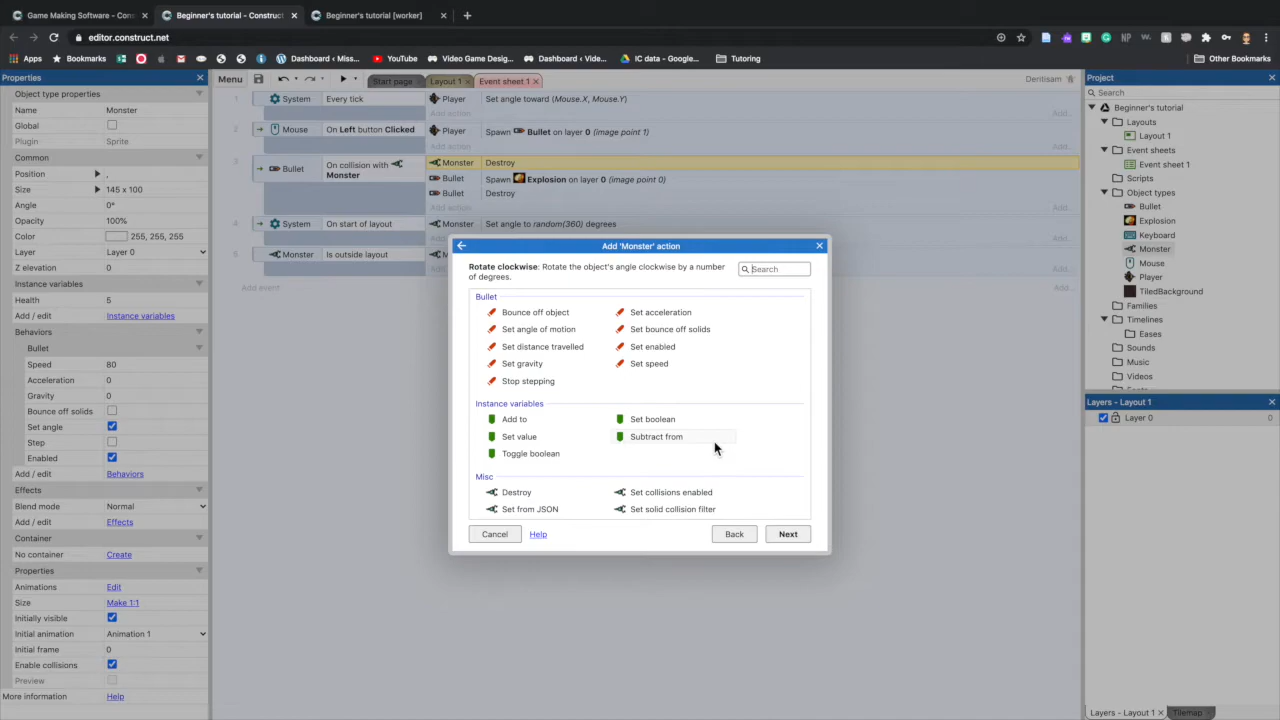 Game Making Software - Cons
Beginner's tutorial - Construct
Beginner's tutorial [worker]
editor.construct.net
Apps
Bookmarks
Dashboard ‹ Miss...
YouTube
Video Game Desig...
Dashboard ‹ Vide...
IC data - Google...
Tutoring
Other Bookmarks
Properties
Menu
Start page
Layout 1
Event sheet 1
Denitisam
Project
Object type properties
Name
Monster
Global
Plugin
Sprite
Common
Position
,
Size
145 x 100
Angle
0°
Opacity
100%
Color
255, 255, 255
Layer
Layer 0
Z elevation
0
Instance variables
Health
5
Add / edit
Instance variables
Behaviors
Bullet
Speed
80
Acceleration
0
Gravity
0
Bounce off solids
Set angle
Step
Enabled
Add / edit
Behaviors
Effects
Blend mode
Normal
Add / edit
Effects
Container
No container
Create
Properties
Animations
Edit
Size
Make 1:1
Initially visible
Initial animation
Animation 1
Initial frame
0
Enable collisions
Preview
More information
Help
1
System
Every tick
Player
Set angle toward (Mouse.X, Mouse.Y)
Add action
Add...
2
Mouse
On Left button Clicked
Player
Spawn Bullet on layer 0 (image point 1)
Add action
Add...
3
Bullet
On collision with
Monster
Monster
Destroy
Bullet
Spawn Explosion on layer 0 (image point 0)
Bullet
Destroy
Add action
Add...
4
System
On start of layout
Monster
Set angle to random(360) degrees
Monster
Is outside layout
Add event
Add...
Add 'Monster' action
Rotate clockwise: Rotate the object's angle clockwise by a number
of degrees.
Search
Bullet
Bounce off object
Set acceleration
Set angle of motion
Set bounce off solids
Set distance travelled
Set enabled
Set gravity
Set speed
Stop stepping
Instance variables
Add to
Set boolean
Set value
Subtract from
Toggle boolean
Misc
Destroy
Set collisions enabled
Set from JSON
Set solid collision filter
Cancel
Help
Back
Next
Search
Beginner's tutorial
Layouts
Layout 1
Event sheets
Event sheet 1
Scripts
Object types
Bullet
Explosion
Keyboard
Monster
Mouse
Player
TiledBackground
Families
Timelines
Eases
Sounds
Music
Videos
Layers - Layout 1
Layer 0
0
Layers - Layout 1
Tilemap